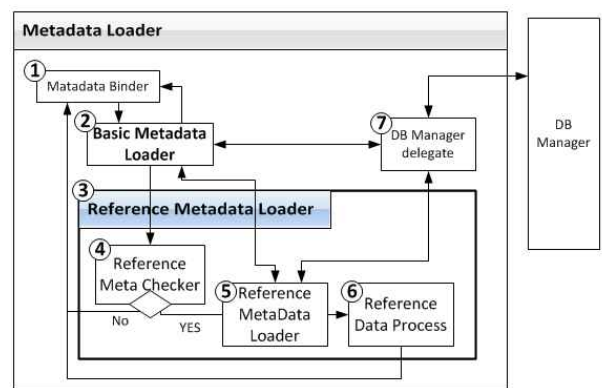 Metadata Loader
1
Matadata Binder
2
Basic Metadata
Loader
7
DB Manager
delegate
DB
Manager
3
Reference Metadata Loader
4
Reference
Meta Checker
No
YES
5
Reference
MetaData
Loader
6
Reference
Data Process